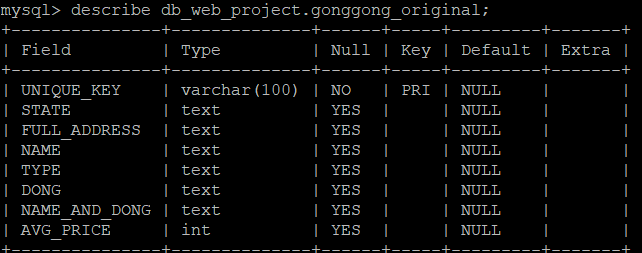 mysql> describe db_web_project.gonggong_original;
+---------------+--------------+------+-----+---------+-------+
| Field         | Type         | Null | Key | Default | Extra |
+---------------+--------------+------+-----+---------+-------+
| UNIQUE_KEY    | varchar(100) | NO   | PRI | NULL    |       |
| STATE         | text         | YES  |     | NULL    |       |
| FULL_ADDRESS  | text         | YES  |     | NULL    |       |
| NAME          | text         | YES  |     | NULL    |       |
| TYPE          | text         | YES  |     | NULL    |       |
| DONG          | text         | YES  |     | NULL    |       |
| NAME_AND_DONG | text         | YES  |     | NULL    |       |
| AVG_PRICE     | int          | YES  |     | NULL    |       |
+---------------+--------------+------+-----+---------+-------+